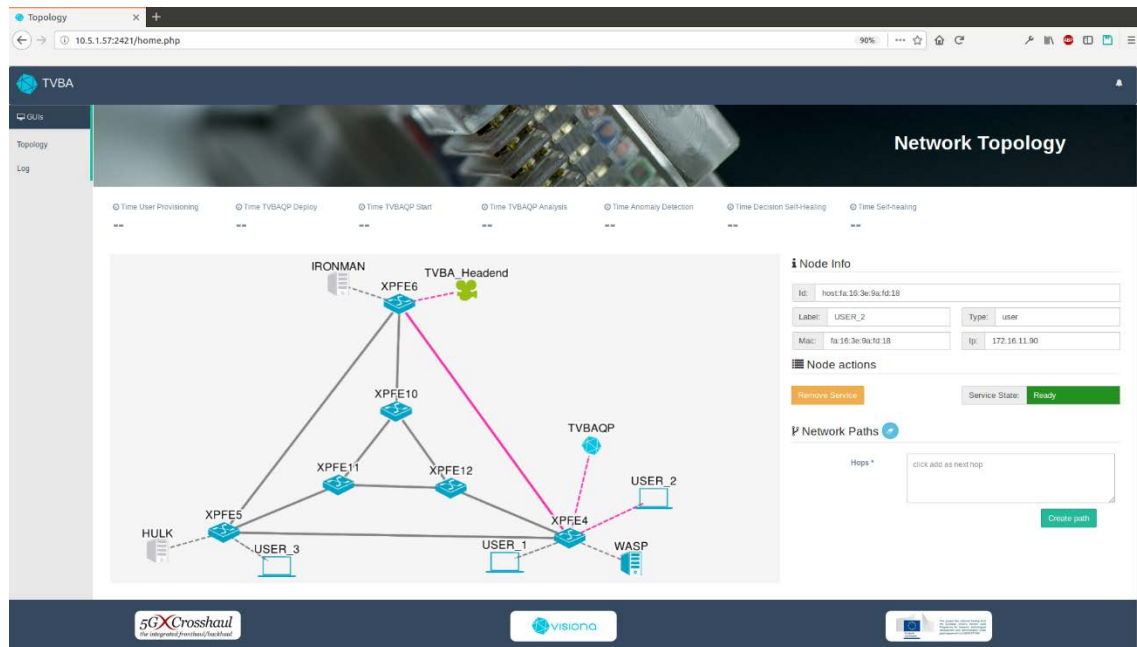 Topology
10.5.1.57:2421/home.php
90%
TVBA
GUIs
Topology
Log
Network Topology
Time User Provisioning
Time TVBAQP Deploy
Time TVBAQP Start
Time TVBAQP Analysis
Time Anomaly Detection
Time Decision Self-Healing
Time Self-healing
--
--
--
--
--
--
--
IRONMAN
TVBA_Headend
XPFE6
XPFE10
TVBAQP
XPFE11
XPFE12
USER_2
XPFE5
XPFE4
HULK
USER_3
USER_1
WASP
Node Info
Id: host:fa:16:3e:9a:fd:18
Label: USER_2
Type: user
Mac: fa:16:3e:9a:fd:18
Ip: 172.16.11.90
Node actions
Remove Service
Service State: Ready
Network Paths
Hops *
click add as next hop
Create path
5GXCrosshaul
the integrated fronthaul/backhaul
visiona